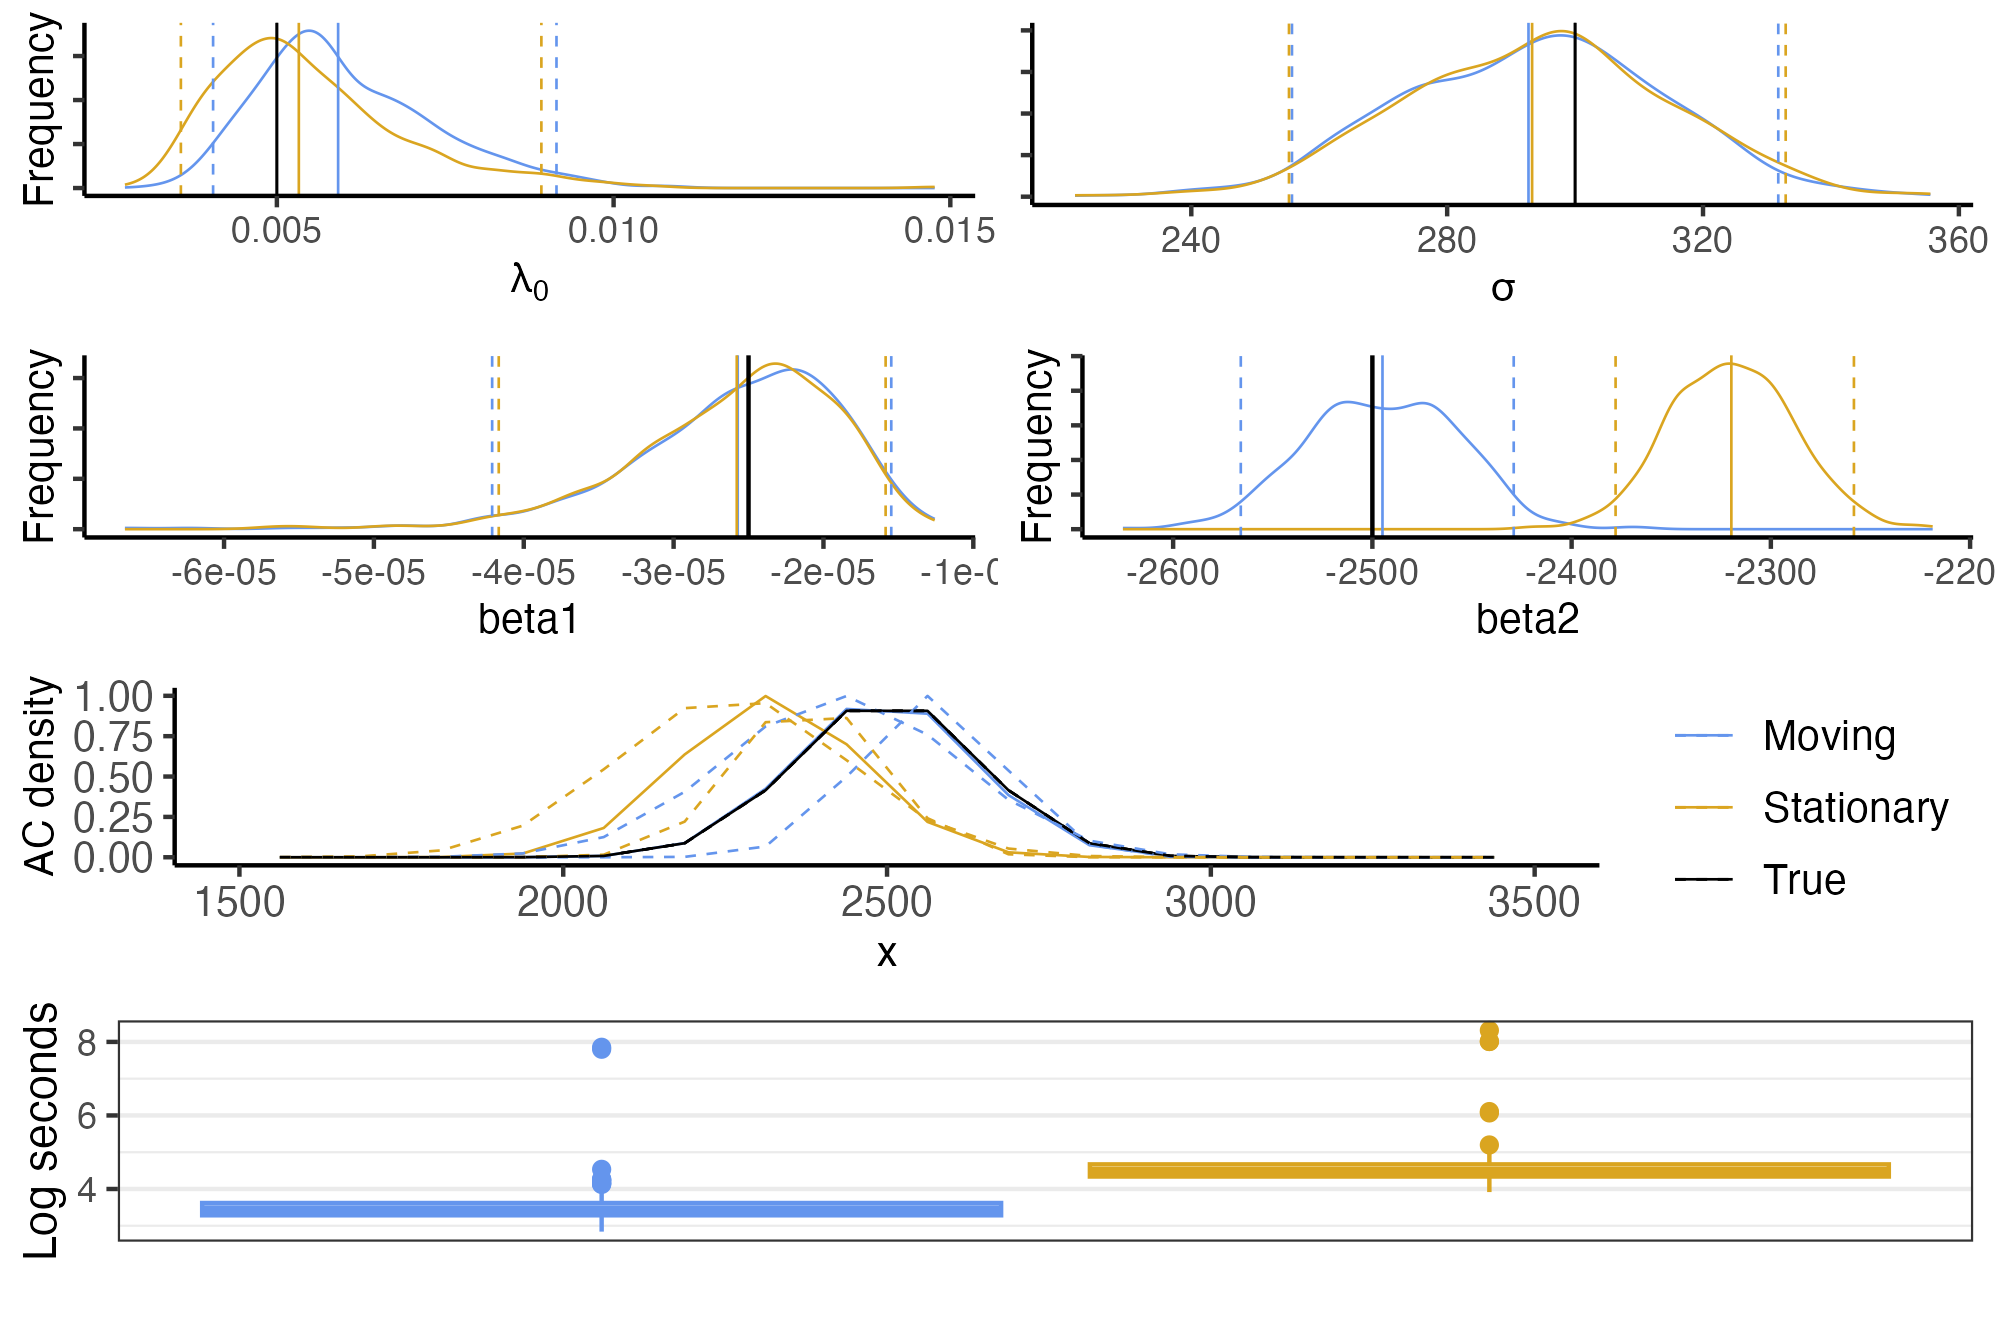 Frequency
0.005 0.010 0.015
λ0
240 280 320 360
σ
Frequency
-6e-05 -5e-05 -4e-05 -3e-05 -2e-05
beta1
Frequency
-2600 -2500 -2400 -2300 -220
beta2
AC density
1.00
0.75
0.50
0.25
0.00
1500 2000 2500 3000 3500
x
Moving
Stationary
True
Log seconds
8
6
4